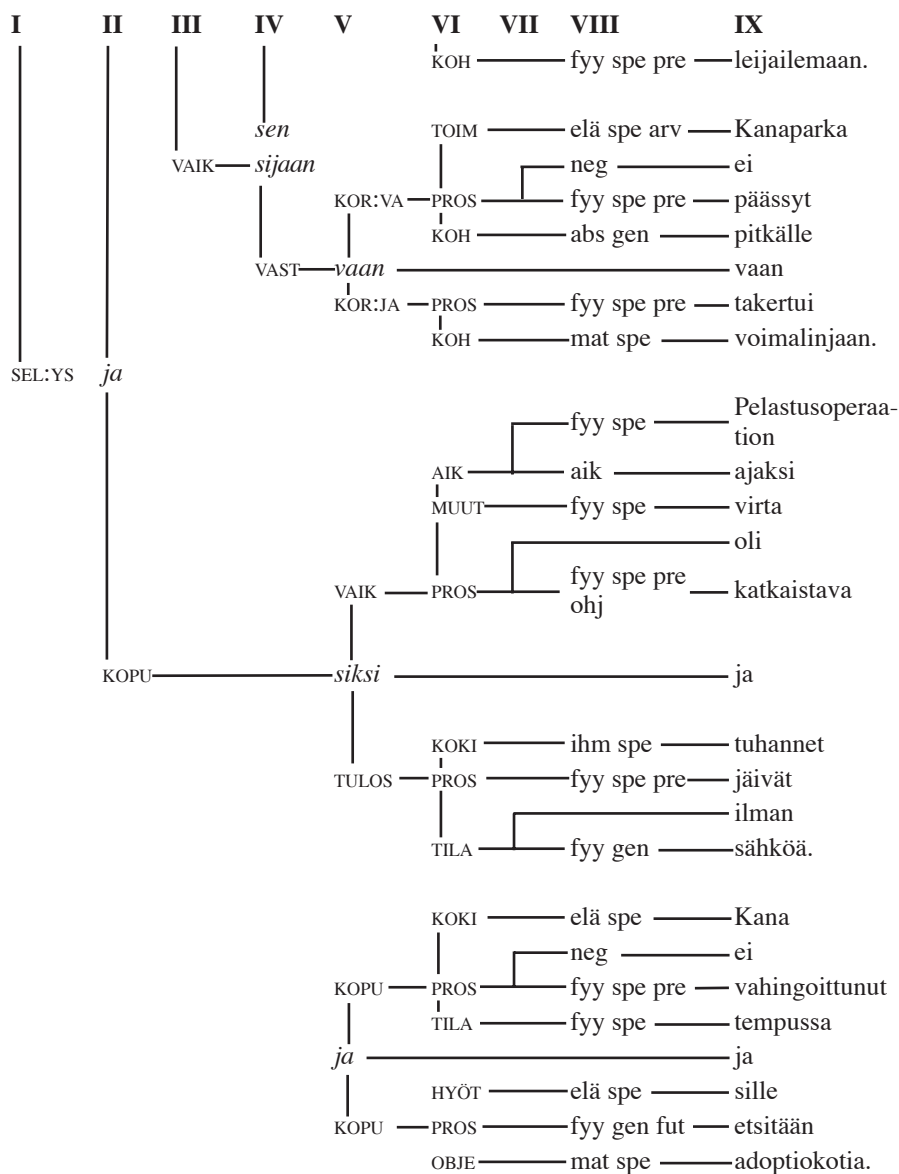 I II III IV V VI VII VIII IX
KOH fyy spe pre leijailemaan.
sen TOIM elä spe arv Kanaparka
VAIK sijaan neg ei
KOR:VA PROS fyy spe pre päässyt
KOH abs gen pitkälle
VAST vaan vaan
KOR:JA PROS fyy spe pre takertui
KOH mat spe voimalinjaan.
SEL:YS ja
fyy spe Pelastusoperaa-
tion
AIK aik ajaksi
MUUT fyy spe virta
oli
VAIK PROS fyy spe pre
ohj katkaistava
KOPU siksi ja
KOKI ihm spe tuhannet
TULOS PROS fyy spe pre jäivät
ilman
TILA fyy gen sähköä.
KOKI elä spe Kana
neg ei
KOPU PROS fyy spe pre vahingoittunut
TILA fyy spe tempussa
ja ja
HYÖT elä spe sille
KOPU PROS fyy gen fut etsitään
OBJE mat spe adoptiokotia.